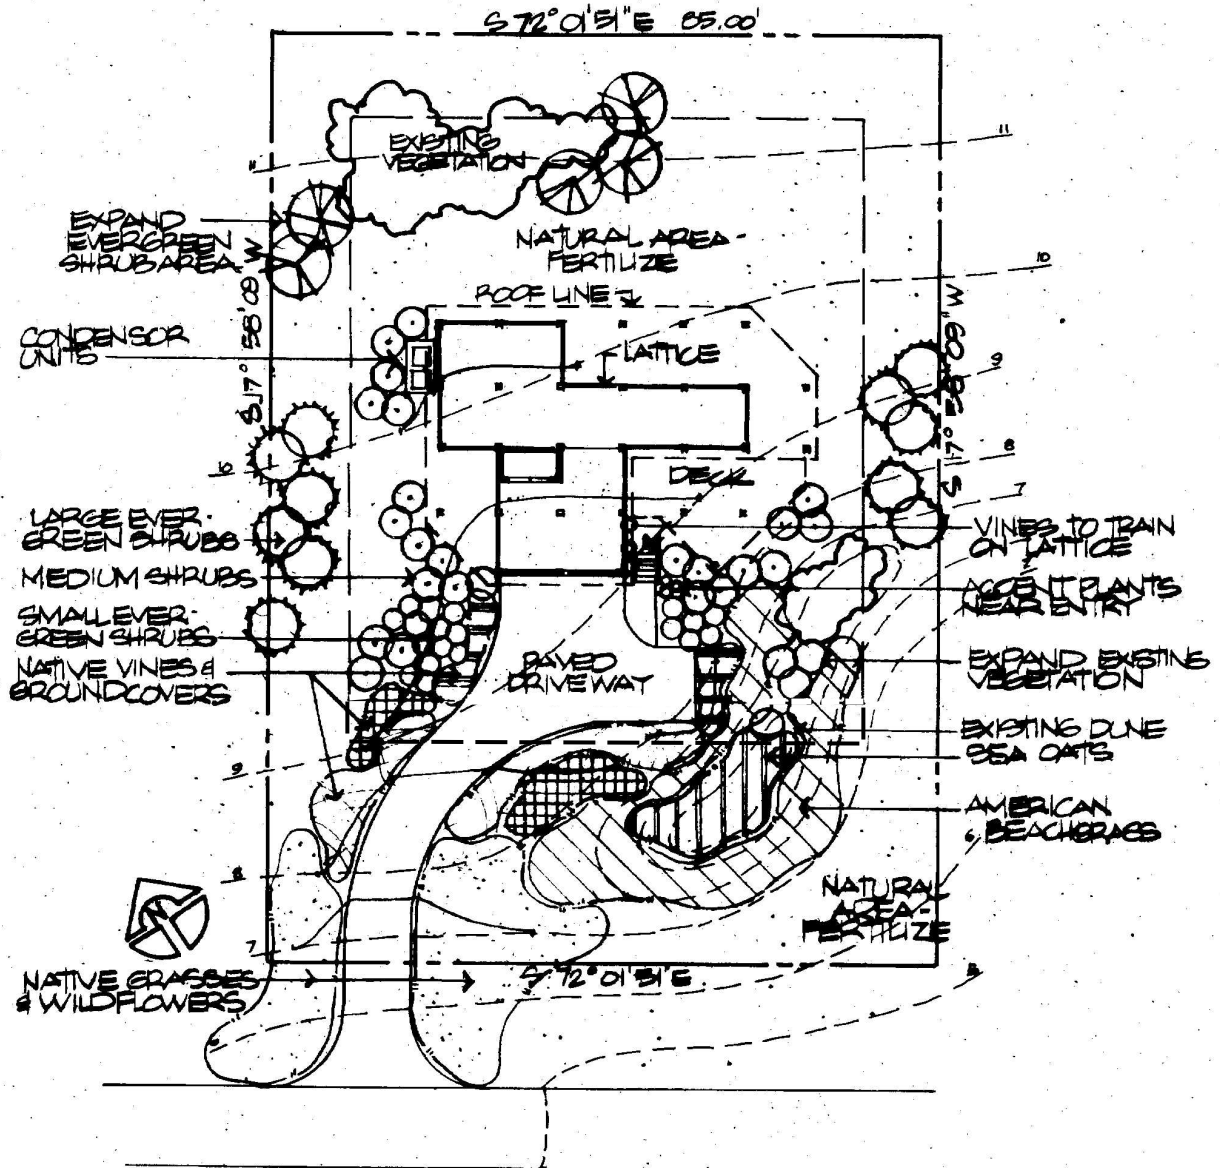 S 72° 01' 51" E 85.00'
11
EXISTING
VEGETATION
11
EXPAND
EVERGREEN
SHRUB AREA
NATURAL AREA-
FERTILIZE
10
S 17° 58' 09" W
ROOF LINE
S 17° 58' 09" W
CONDENSOR
UNITS
LATTICE
9
8
DECK
7
LARGE EVER-
GREEN SHRUBS
VINES TO TRAIN
ON LATTICE
MEDIUM SHRUBS
ACCENT PLANTS
NEAR ENTRY
SMALL EVER-
GREEN SHRUBS
NATIVE VINES &
GROUNDCOVERS
PAVED
DRIVEWAY
EXPAND EXISTING
VEGETATION
EXISTING DUNE
SEA OATS
9
AMERICAN
BEACHGRASS
6
8
NATURAL
AREA-
FERTILIZE
N
7
NATIVE GRASSES
& WILDFLOWERS
S 72° 01' 51" E